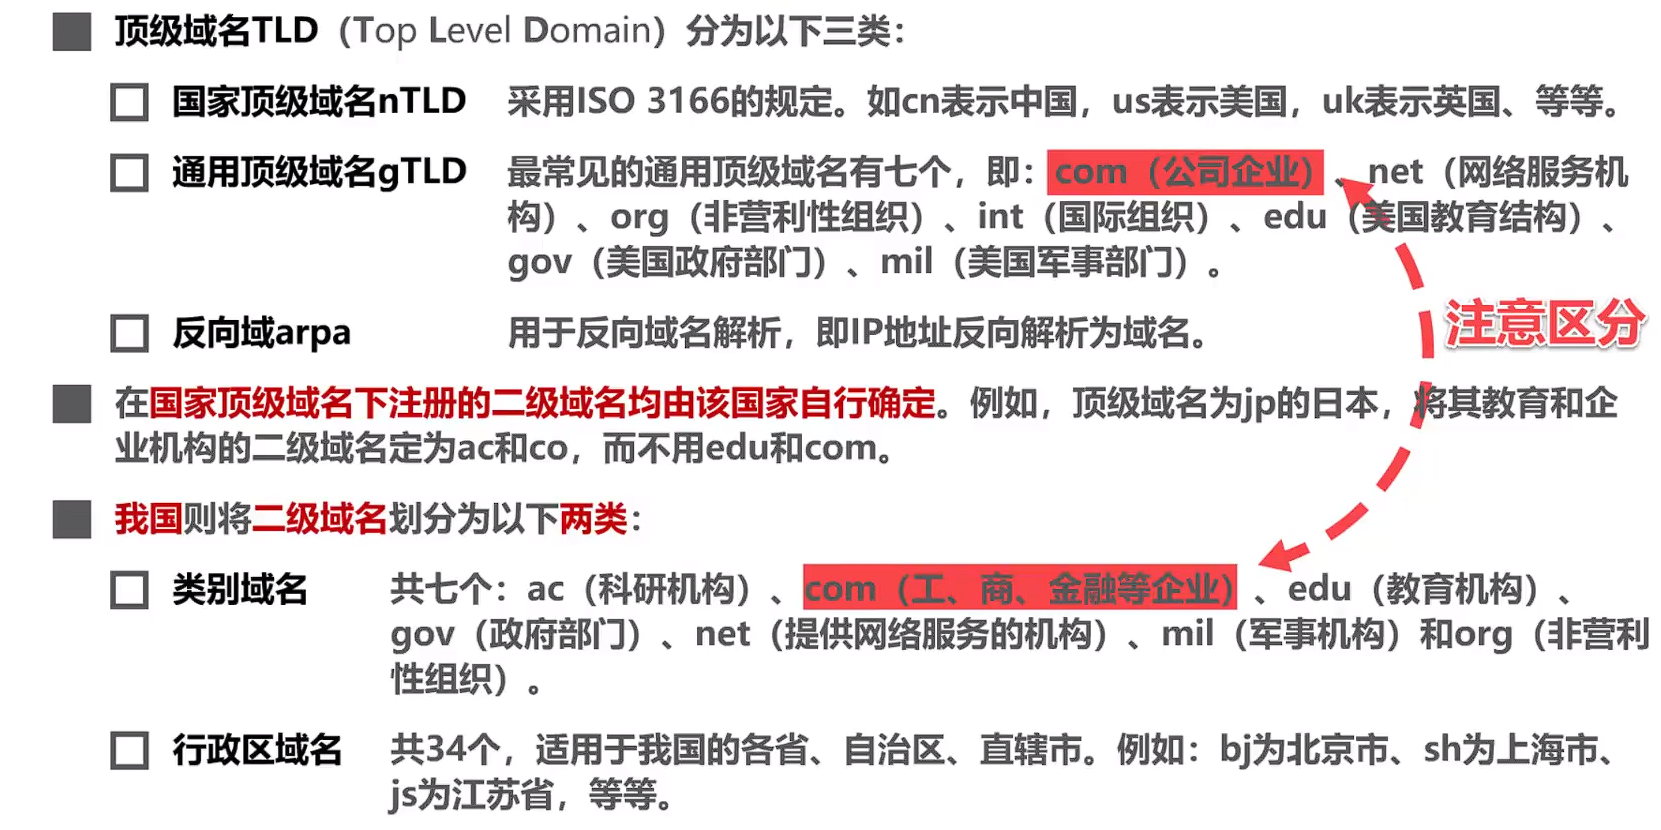 顶级域名TLD（Top Level Domain）分为以下三类：
国家顶级域名nTLD 采用ISO 3166的规定。如cn表示中国，us表示美国，uk表示英国、等等。
通用顶级域名gTLD 最常见的通用顶级域名有七个，即：com（公司企业）、net（网络服务机
构）、org（非营利性组织）、int（国际组织）、edu（美国教育结构）、
gov（美国政府部门）、mil（美国军事部门）。
注意区分
反向域arpa 用于反向域名解析，即IP地址反向解析为域名。
在国家顶级域名下注册的二级域名均由该国家自行确定。例如，顶级域名为jp的日本，将其教育和企
业机构的二级域名定为ac和co，而不用edu和com。
我国则将二级域名划分为以下两类：
类别域名 共七个：ac（科研机构）、com（工、商、金融等企业）、edu（教育机构）、
gov（政府部门）、net（提供网络服务的机构）、mil（军事机构）和org（非营利
性组织）。
行政区域名 共34个，适用于我国的各省、自治区、直辖市。例如：bj为北京市、sh为上海市、
js为江苏省，等等。